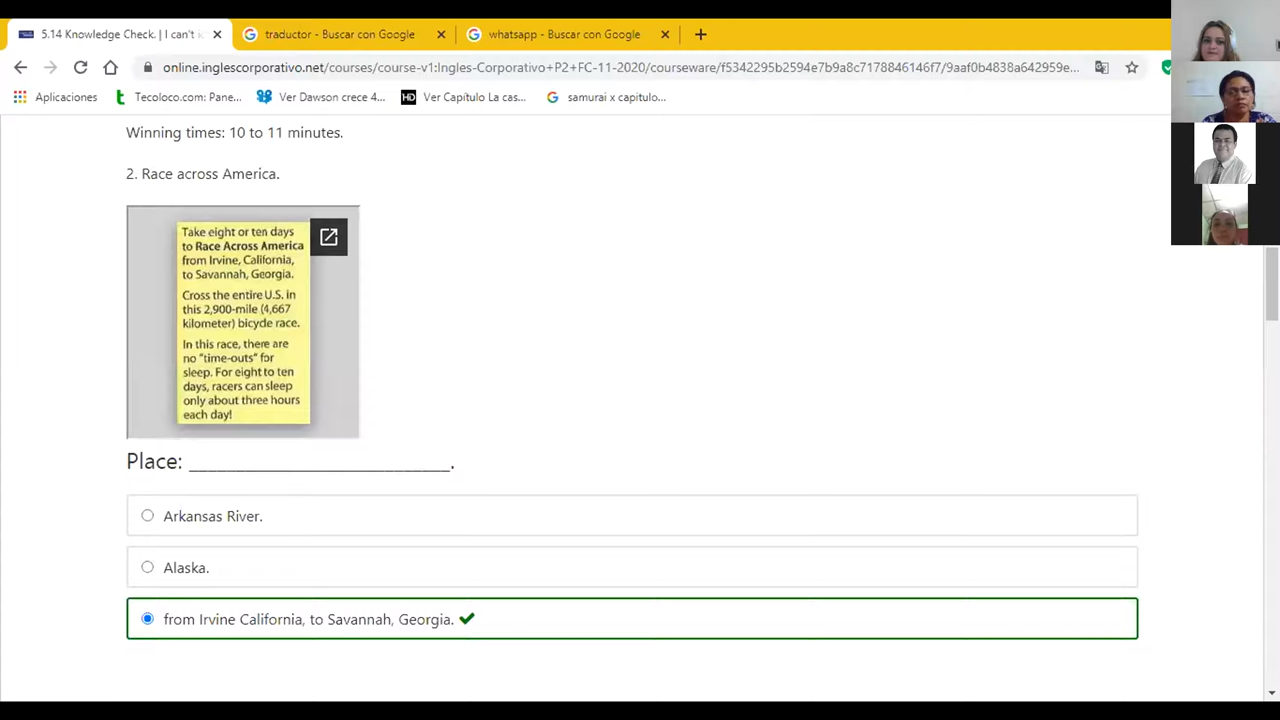 5.14 Knowledge Check. | I can't i
traductor - Buscar con Google
whatsapp - Buscar con Google
online.inglescorporativo.net/courses/course-v1:Ingles-Corporativo+P2+FC-11-2020/courseware/f5342295b2594e7b9a8c7178846146f7/9aaf0b4838a642959e...
Aplicaciones
Tecoloco.com: Pane...
Ver Dawson crece 4...
HD
Ver Capítulo La cas...
samurai x capitulo...
Winning times: 10 to 11 minutes.
2. Race across America.
Take eight or ten days
to Race Across America
from Irvine, California,
to Savannah, Georgia.
Cross the entire U.S. in
this 2,900-mile (4,667
kilometer) bicycle race.
In this race, there are
no "time-outs" for
sleep. For eight to ten
days, racers can sleep
only about three hours
each day!
Place: ____________________________.
Arkansas River.
Alaska.
from Irvine California, to Savannah, Georgia.